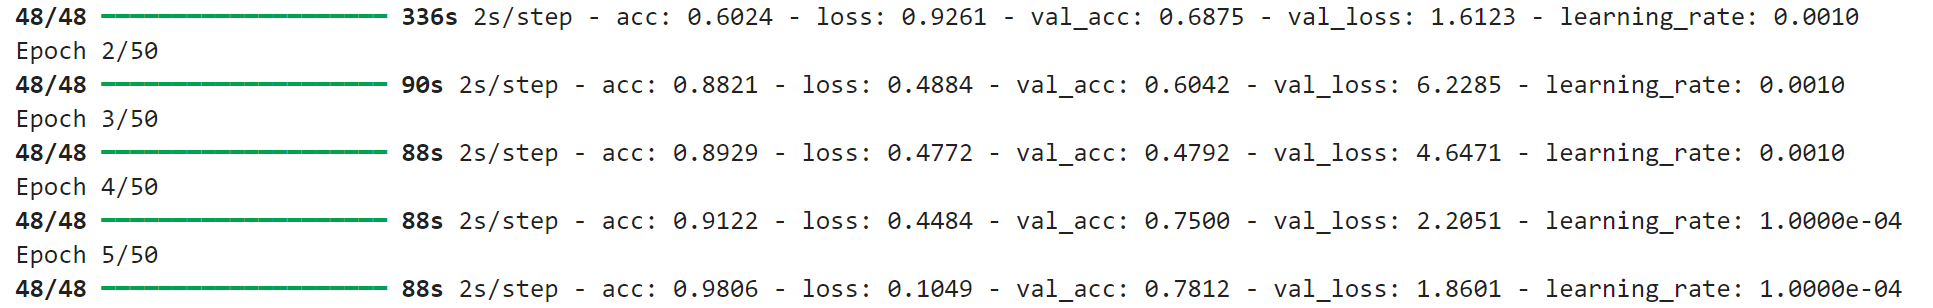 48/48 ━━━━━━━━━━━━━━━━━━━━ 336s 2s/step - acc: 0.6024 - loss: 0.9261 - val_acc: 0.6875 - val_loss: 1.6123 - learning_rate: 0.0010
Epoch 2/50
48/48 ━━━━━━━━━━━━━━━━━━━━ 90s 2s/step - acc: 0.8821 - loss: 0.4884 - val_acc: 0.6042 - val_loss: 6.2285 - learning_rate: 0.0010
Epoch 3/50
48/48 ━━━━━━━━━━━━━━━━━━━━ 88s 2s/step - acc: 0.8929 - loss: 0.4772 - val_acc: 0.4792 - val_loss: 4.6471 - learning_rate: 0.0010
Epoch 4/50
48/48 ━━━━━━━━━━━━━━━━━━━━ 88s 2s/step - acc: 0.9122 - loss: 0.4484 - val_acc: 0.7500 - val_loss: 2.2051 - learning_rate: 1.0000e-04
Epoch 5/50
48/48 ━━━━━━━━━━━━━━━━━━━━ 88s 2s/step - acc: 0.9806 - loss: 0.1049 - val_acc: 0.7812 - val_loss: 1.8601 - learning_rate: 1.0000e-04